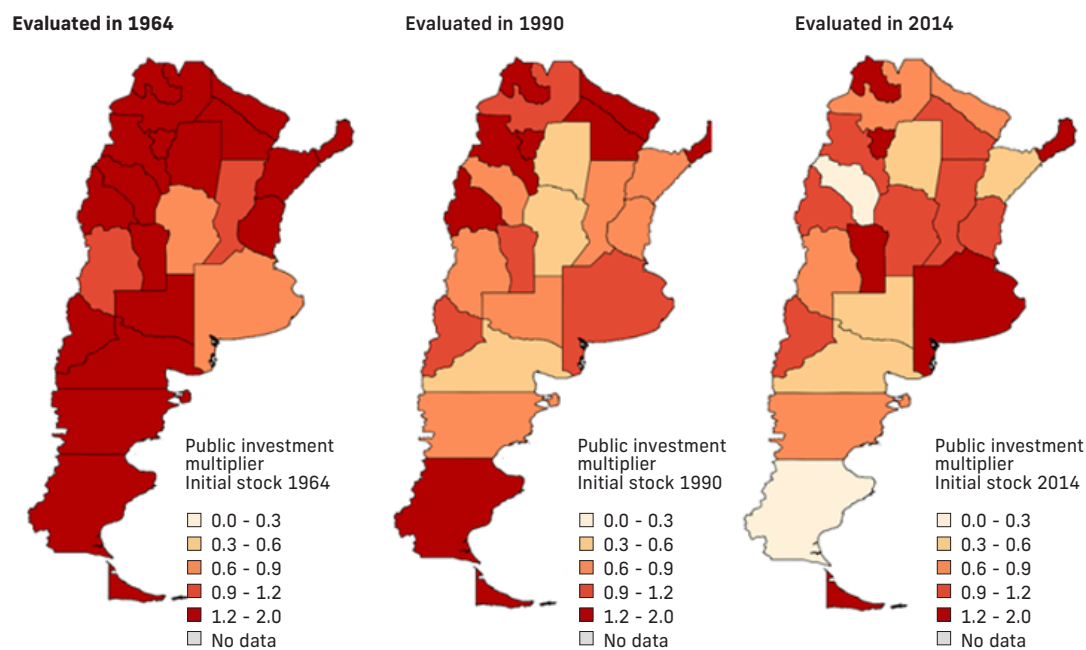 Evaluated in 1964
Public investment
multiplier
Initial stock 1964
0.0 - 0.3
0.3 - 0.6
0.6 - 0.9
0.9 - 1.2
1.2 - 2.0
No data
Evaluated in 1990
Public investment
multiplier
Initial stock 1990
0.0 - 0.3
0.3 - 0.6
0.6 - 0.9
0.9 - 1.2
1.2 - 2.0
No data
Evaluated in 2014
Public investment
multiplier
Initial stock 2014
0.0 - 0.3
0.3 - 0.6
0.6 - 0.9
0.9 - 1.2
1.2 - 2.0
No data